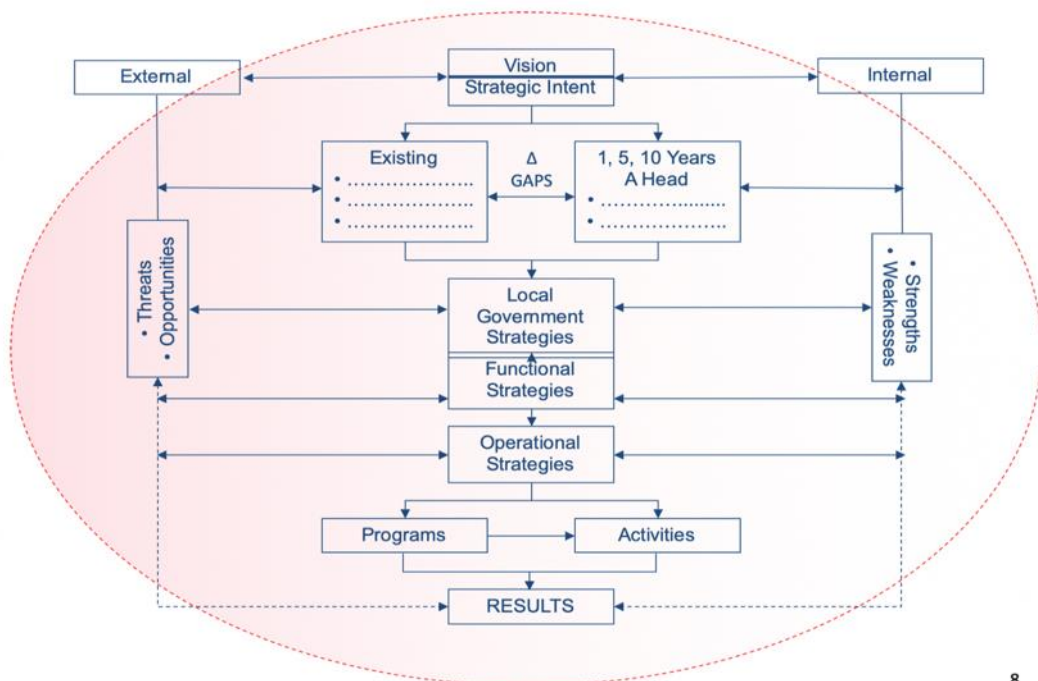 External
Vision
Strategic Intent
Internal
Existing
• ......................
• ......................
• ......................
Δ
GAPS
1, 5, 10 Years
A Head
• ......................
• ......................
• Threats
• Opportunities
• Strengths
• Weaknesses
Local
Government
Strategies
Functional
Strategies
Operational
Strategies
Programs
Activities
RESULTS
8